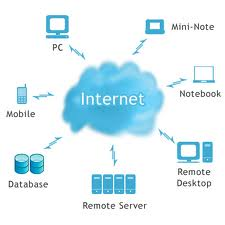 PC
Mini-Note
Internet
Notebook
Mobile
Remote
Desktop
Database
Remote Server